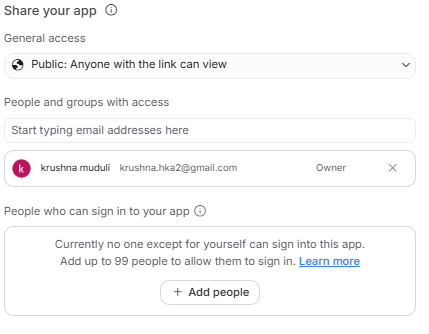 Share your app
General access
Public: Anyone with the link can view
People and groups with access
Start typing email addresses here
k krushna muduli krushna.hka2@gmail.com Owner
People who can sign in to your app
Currently no one except for yourself can sign into this app.
Add up to 99 people to allow them to sign in. Learn more
+ Add people